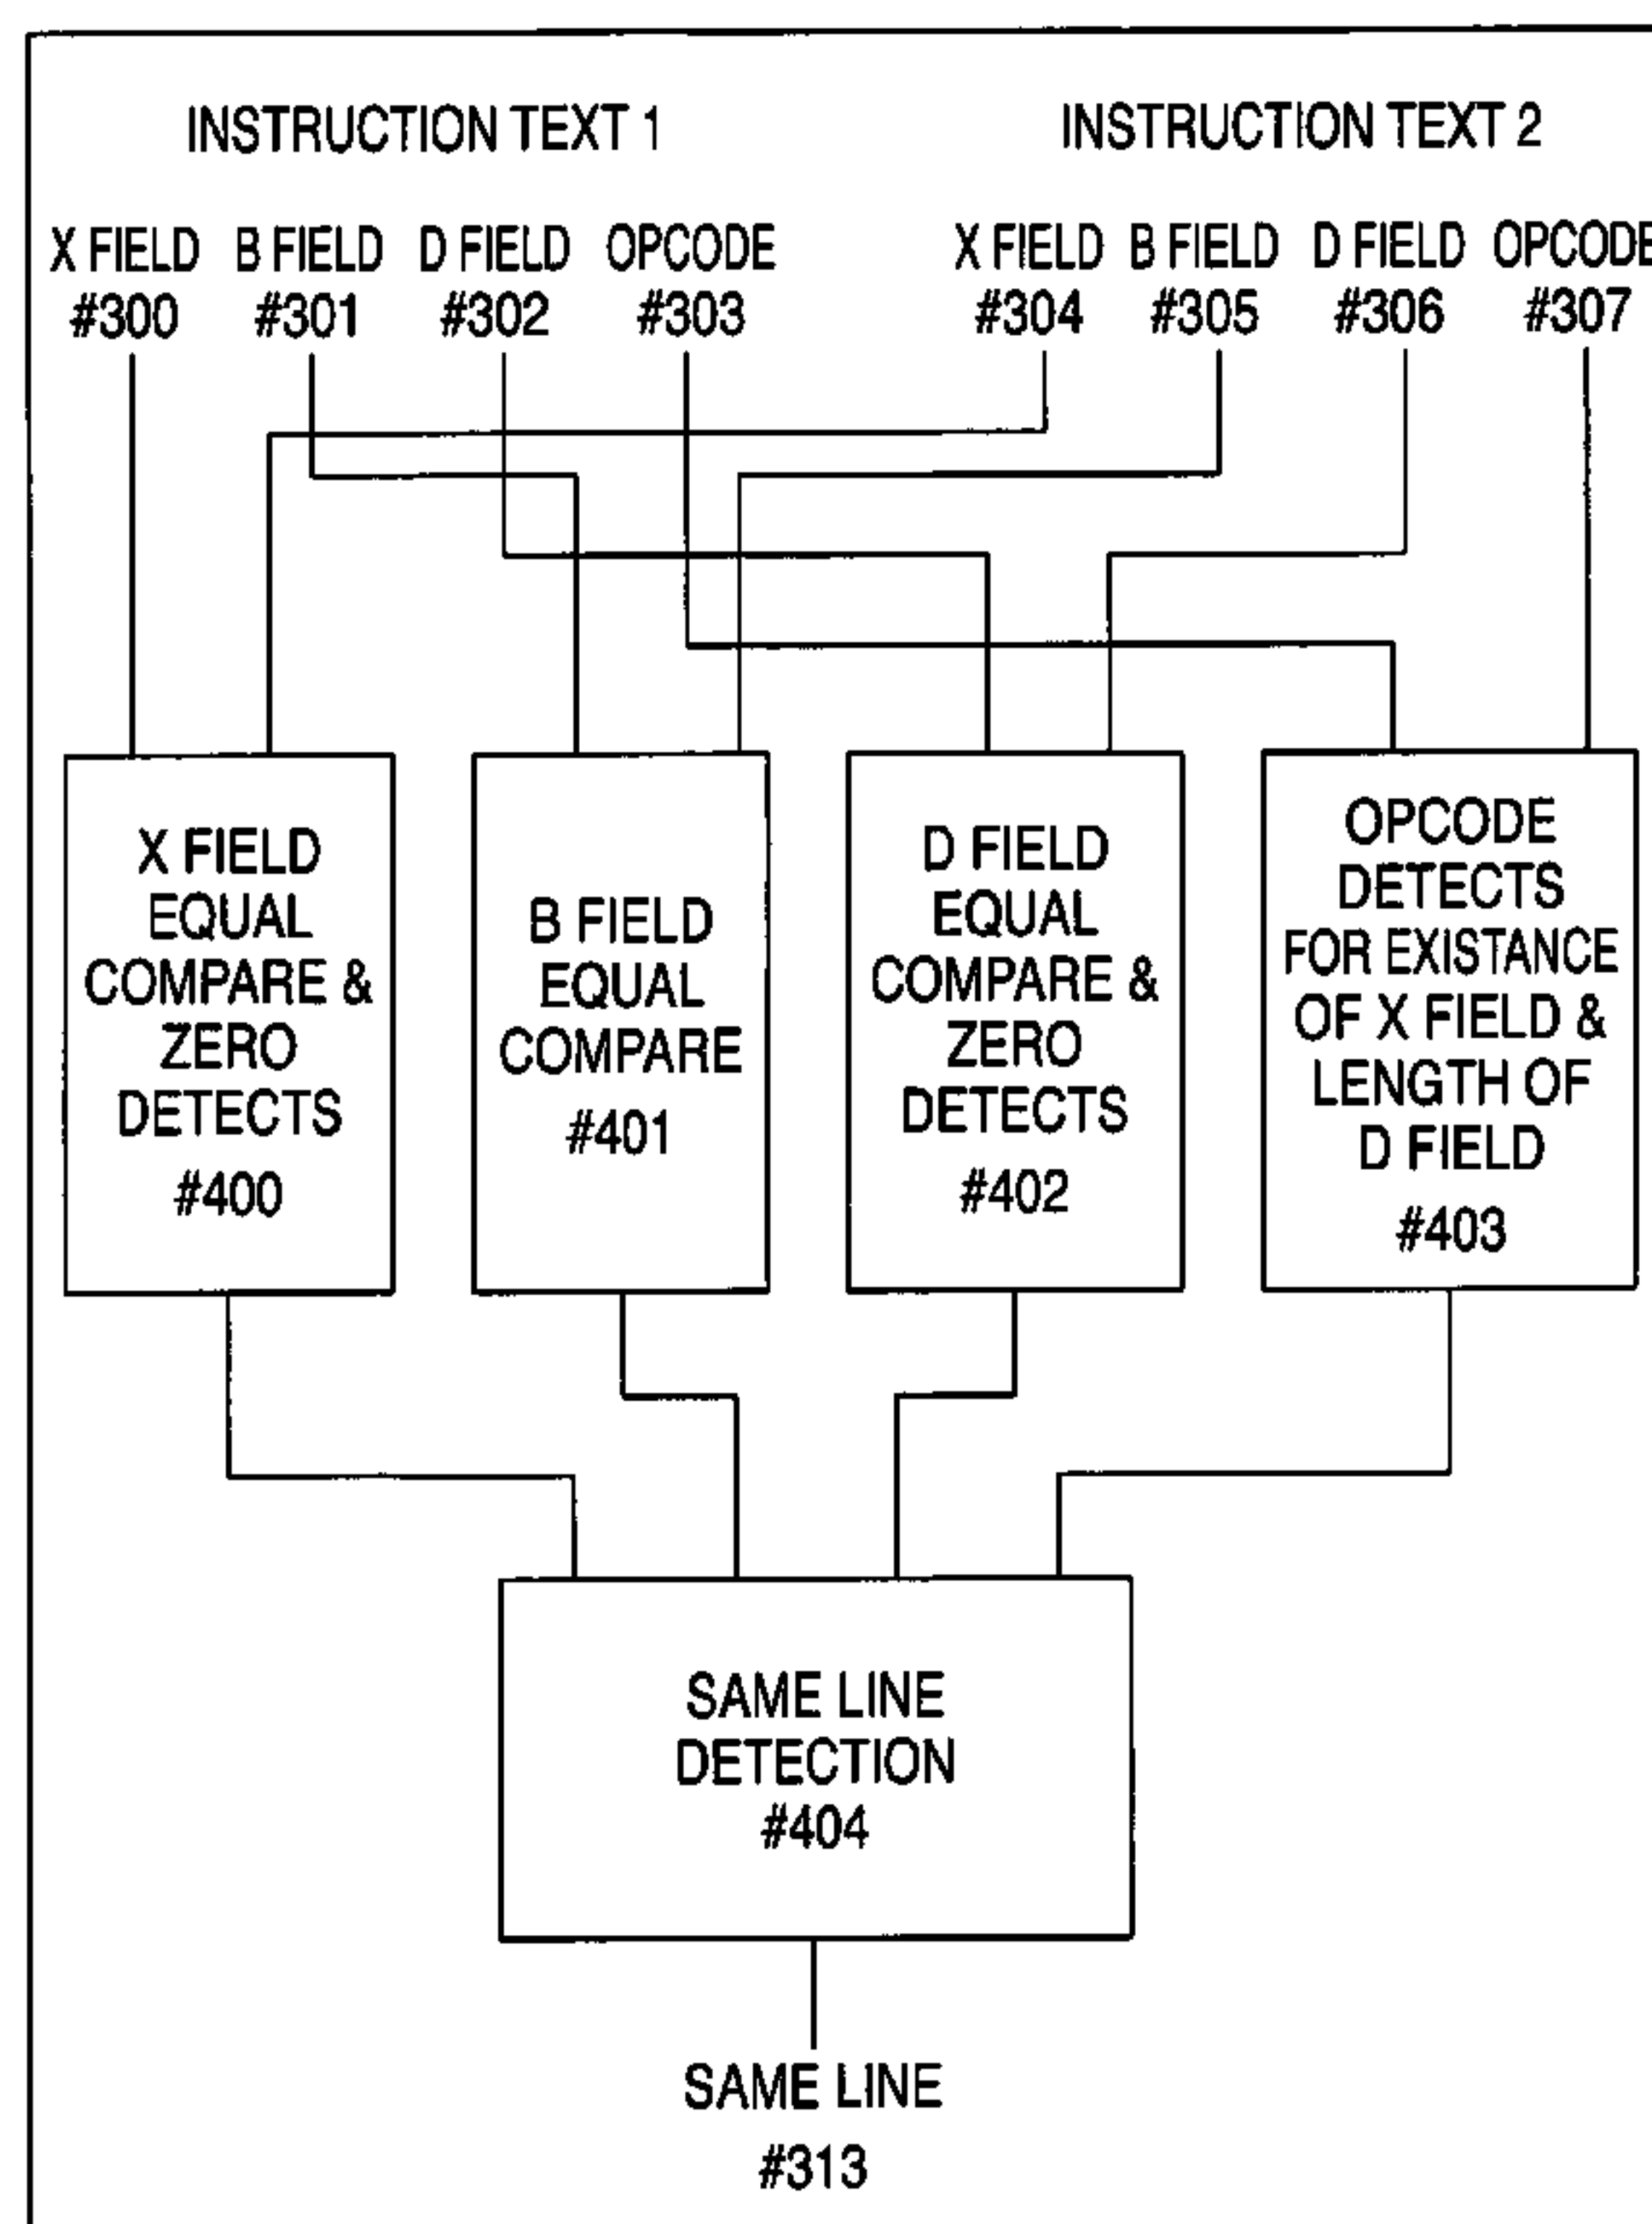 INSTRUCTION TEXT 1 INSTRUCTION TEXT 2
X FIELD B FIELD D FIELD OPCODE X FIELD B FIELD D FIELD OPCODE
#300 #301 #302 #303 #304 #305 #306 #307
X FIELD
EQUAL
COMPARE &
ZERO
DETECTS
#400
B FIELD
EQUAL
COMPARE
#401
D FIELD
EQUAL
COMPARE &
ZERO
DETECTS
#402
OPCODE
DETECTS
FOR EXISTANCE
OF X FIELD &
LENGTH OF
D FIELD
#403
SAME LINE
DETECTION
#404
SAME LINE
#313